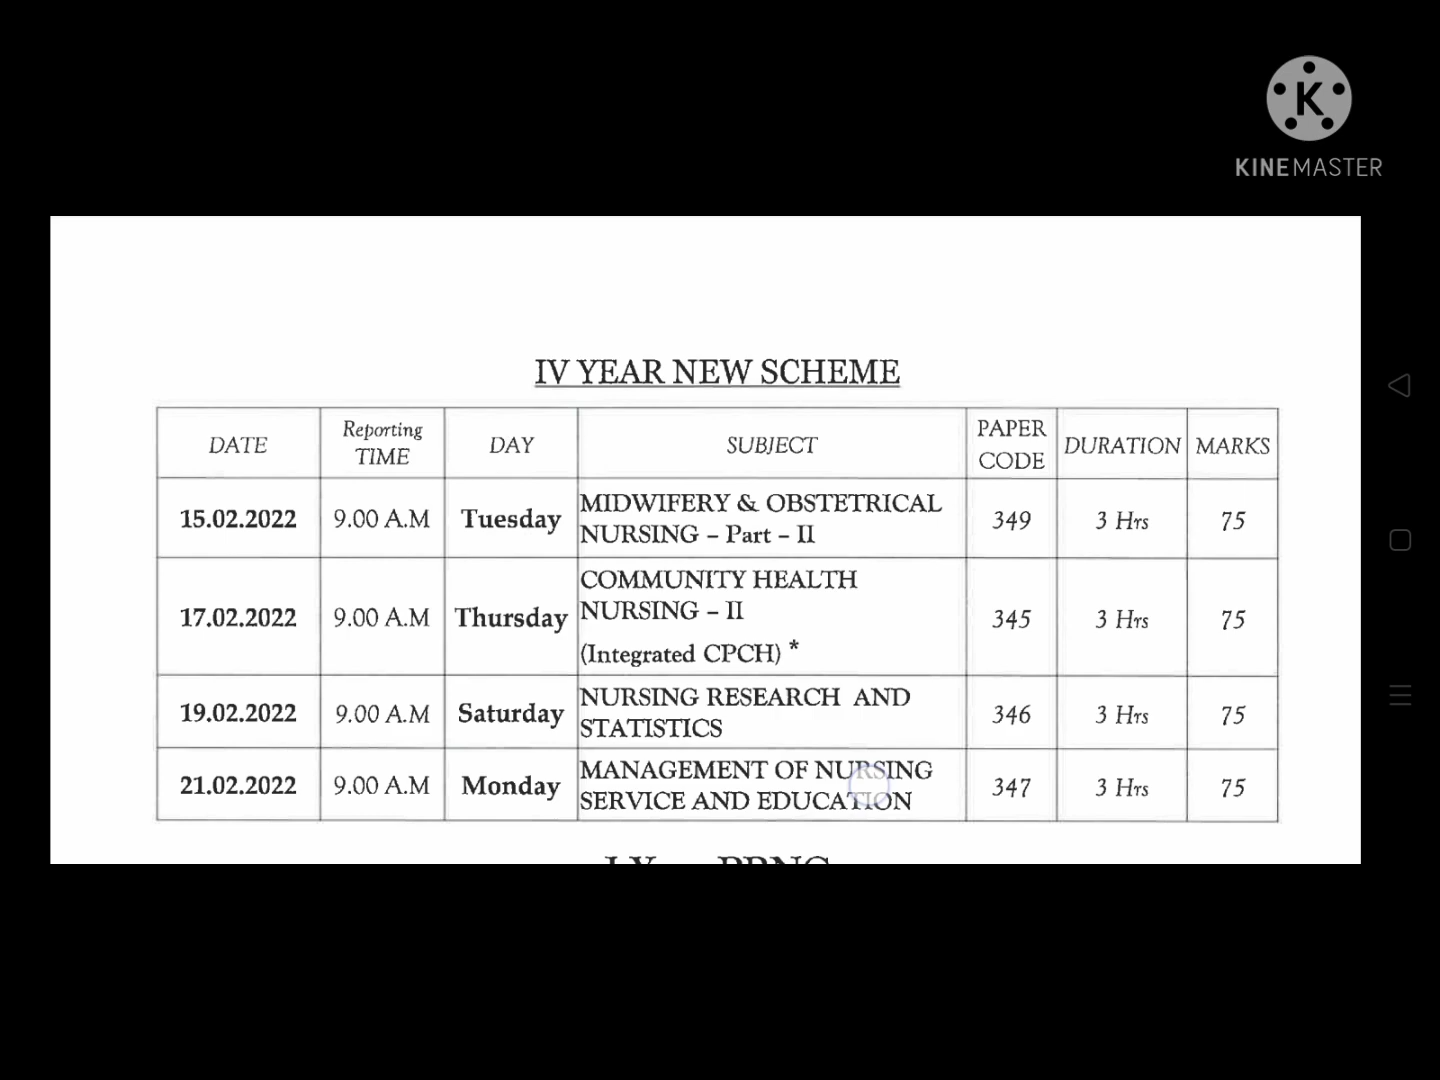 KINEMASTER
IV YEAR NEW SCHEME
DATE Reporting TIME DAY SUBJECT PAPER CODE DURATION MARKS
15.02.2022 9.00 A.M Tuesday MIDWIFERY & OBSTETRICAL NURSING – Part – II 349 3 Hrs 75
17.02.2022 9.00 A.M Thursday COMMUNITY HEALTH NURSING – II (Integrated CPCH) * 345 3 Hrs 75
19.02.2022 9.00 A.M Saturday NURSING RESEARCH AND STATISTICS 346 3 Hrs 75
21.02.2022 9.00 A.M Monday MANAGEMENT OF NURSING SERVICE AND EDUCATION 347 3 Hrs 75